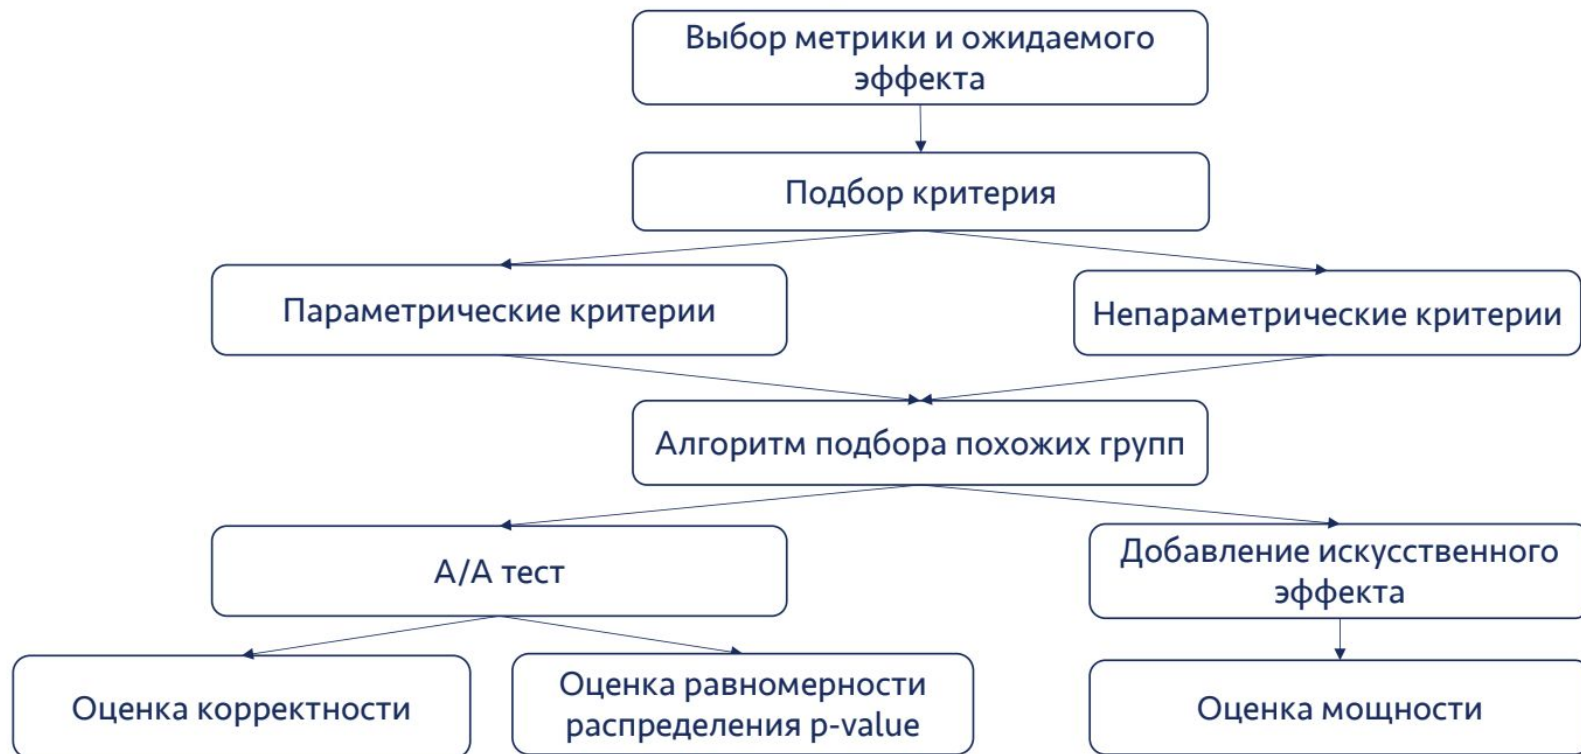 Выбор метрики и ожидаемого
эффекта
Подбор критерия
Параметрические критерии
Непараметрические критерии
Алгоритм подбора похожих групп
А/А тест
Добавление искусственного
эффекта
Оценка корректности
Оценка равномерности
распределения p-value
Оценка мощности